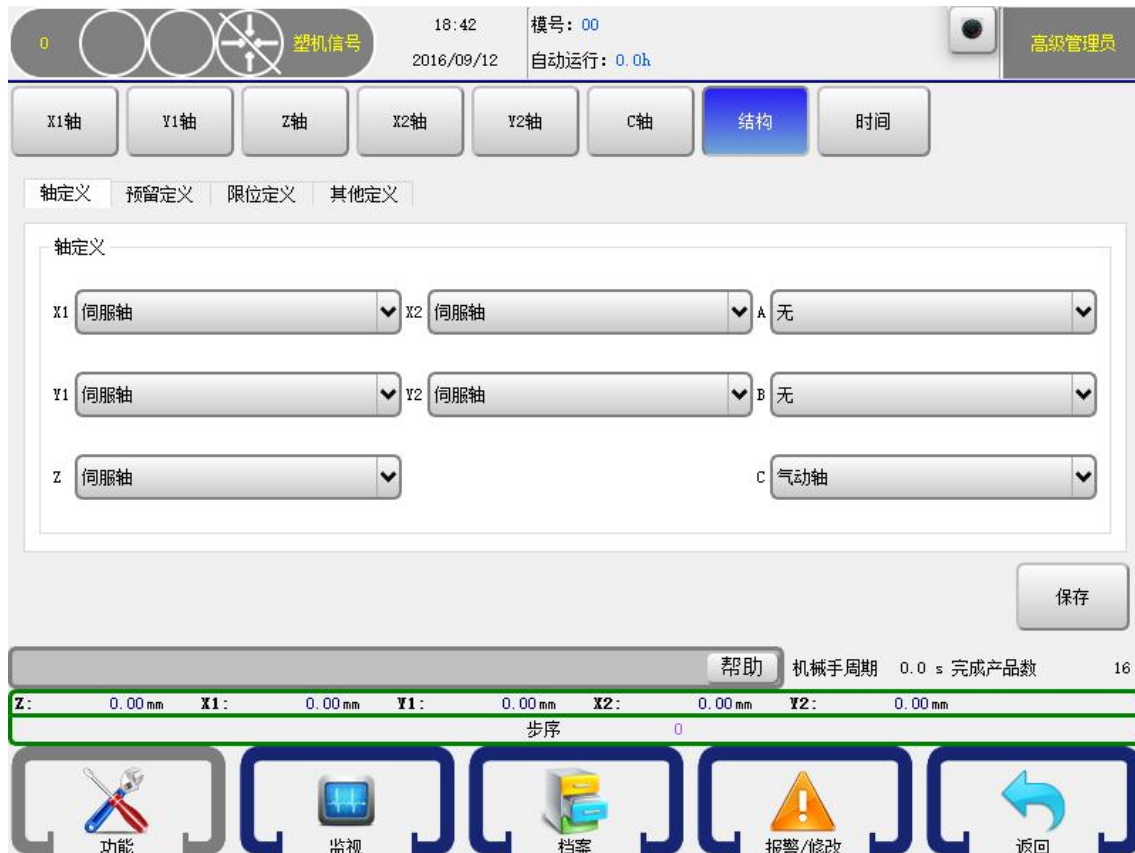 0 塑机信号 18:42 模号: 00 高级管理员
2016/09/12 自动运行: 0.0h
X1轴 Y1轴 Z轴 X2轴 Y2轴 C轴 结构 时间
轴定义 预留定义 限位定义 其他定义
轴定义
X1 伺服轴 X2 伺服轴 A 无
Y1 伺服轴 Y2 伺服轴 B 无
Z 伺服轴 C 气动轴
保存
帮助 机械手周期 0.0 s 完成产品数 16
Z: 0.00mm X1: 0.00mm Y1: 0.00mm X2: 0.00mm Y2: 0.00mm
步序 0
功能 监视 档案 报警/修改 返回